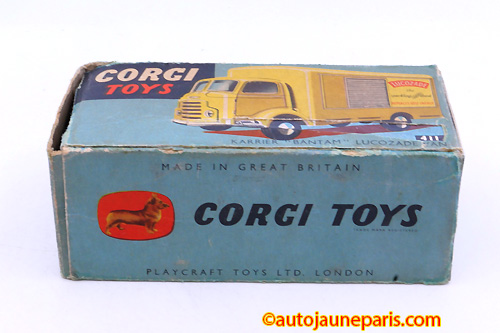 CORGI
TOYS
LUCOZADE
411
KARRIER "BANTAM" LUCOZADE VAN
MADE IN GREAT BRITAIN
CORGI TOYS
PLAYCRAFT TOYS LTD. LONDON
©autojauneparis.com